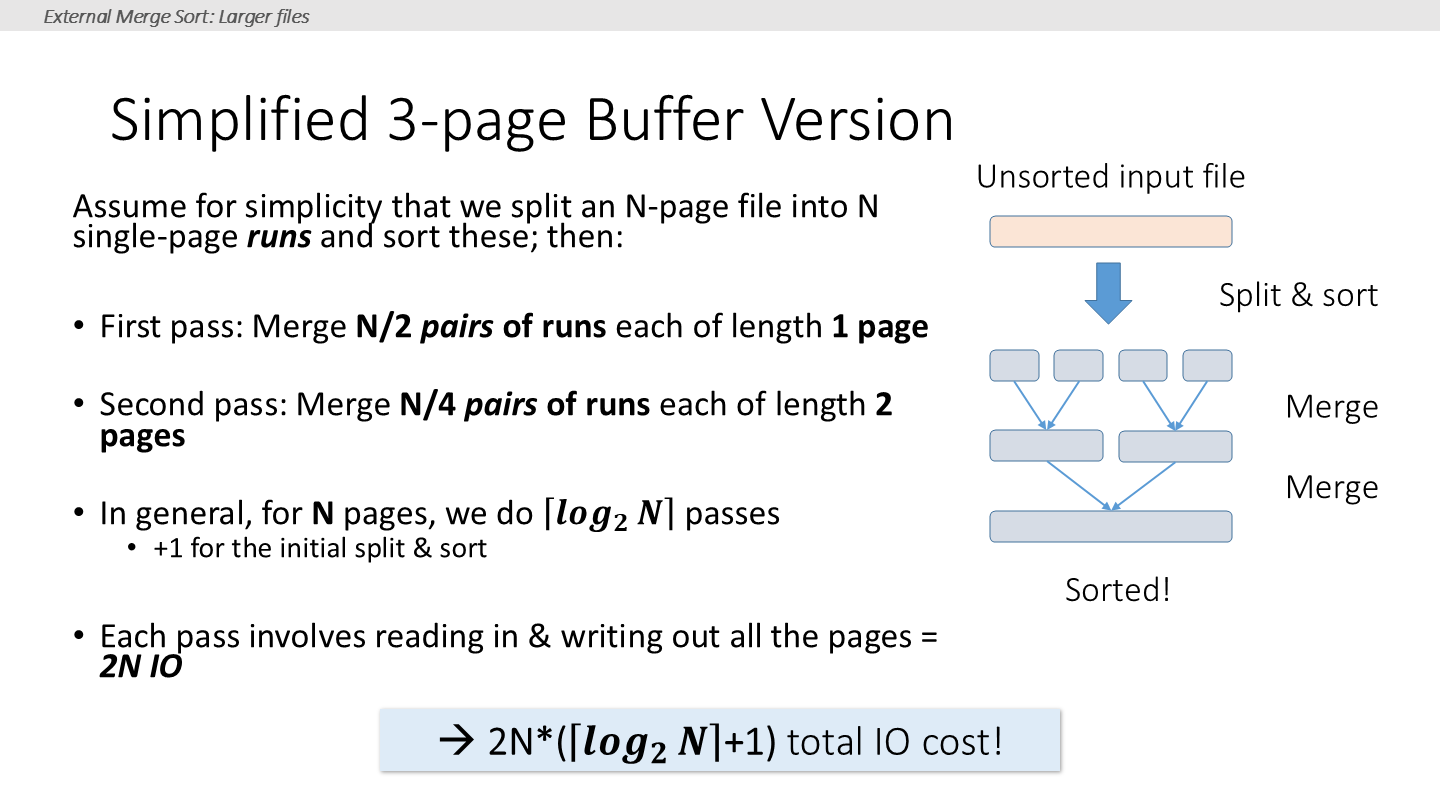 External Merge Sort: Larger files
Simplified 3-page Buffer Version
Assume for simplicity that we split an N-page file into N
single-page runs and sort these; then:
• First pass: Merge N/2 pairs of runs each of length 1 page
• Second pass: Merge N/4 pairs of runs each of length 2
pages
• In general, for N pages, we do ⌈log₂ N⌉ passes
• +1 for the initial split & sort
• Each pass involves reading in & writing out all the pages =
2N IO
→ 2N*(⌈log₂ N⌉+1) total IO cost!
Unsorted input file
Split & sort
Merge
Merge
Sorted!